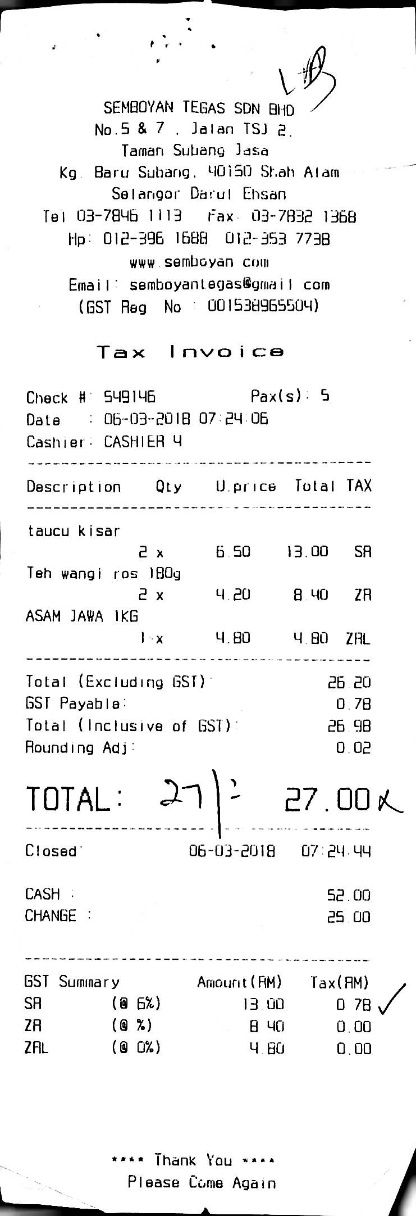 SEMBOYAN TEGAS SDN BHD
No.5 & 7 , Jalan TSJ 2,
Taman Subang Jasa
Kg. Baru Subang, 40150 Shah Alam
Selangor Darul Ehsan
Tel 03-7846 1113 Fax 03-7832 1368
Hp: 012-396 1688 012-353 7738
www.semboyan.com
Email: semboyantegas@gmail.com
(GST Reg No : 001538965504)
Tax Invoice
Check #: 549146 Pax(s): 5
Date : 06-03-2018 07:24:06
Cashier: CASHIER 4
Description Qty U.price Total TAX
taucu kisar
2 x 6.50 13.00 SR
Teh wangi ros 180g
2 x 4.20 8.40 ZR
ASAM JAWA 1KG
1 x 4.80 4.80 ZRL
Total (Excluding GST): 26.20
GST Payable: 0.78
Total (Inclusive of GST): 26.98
Rounding Adj: 0.02
TOTAL: 27/= 27.00
Closed: 06-03-2018 07:24:44
CASH : 52.00
CHANGE : 25.00
GST Summary Amount(RM) Tax(RM)
SR (@ 6%) 13.00 0.78
ZR (@ %) 8.40 0.00
ZRL (@ 0%) 4.80 0.00
**** Thank You ****
Please Come Again